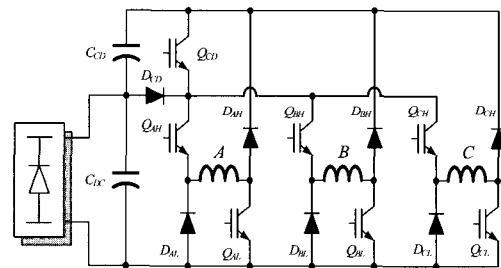 C_CD
Q_CD
D_CD
D_AH
Q_BH
D_BH
Q_CH
D_CH
Q_AH
A
B
C
C_DC
D_AL
Q_AL
D_BL
Q_BL
D_CL
Q_CL